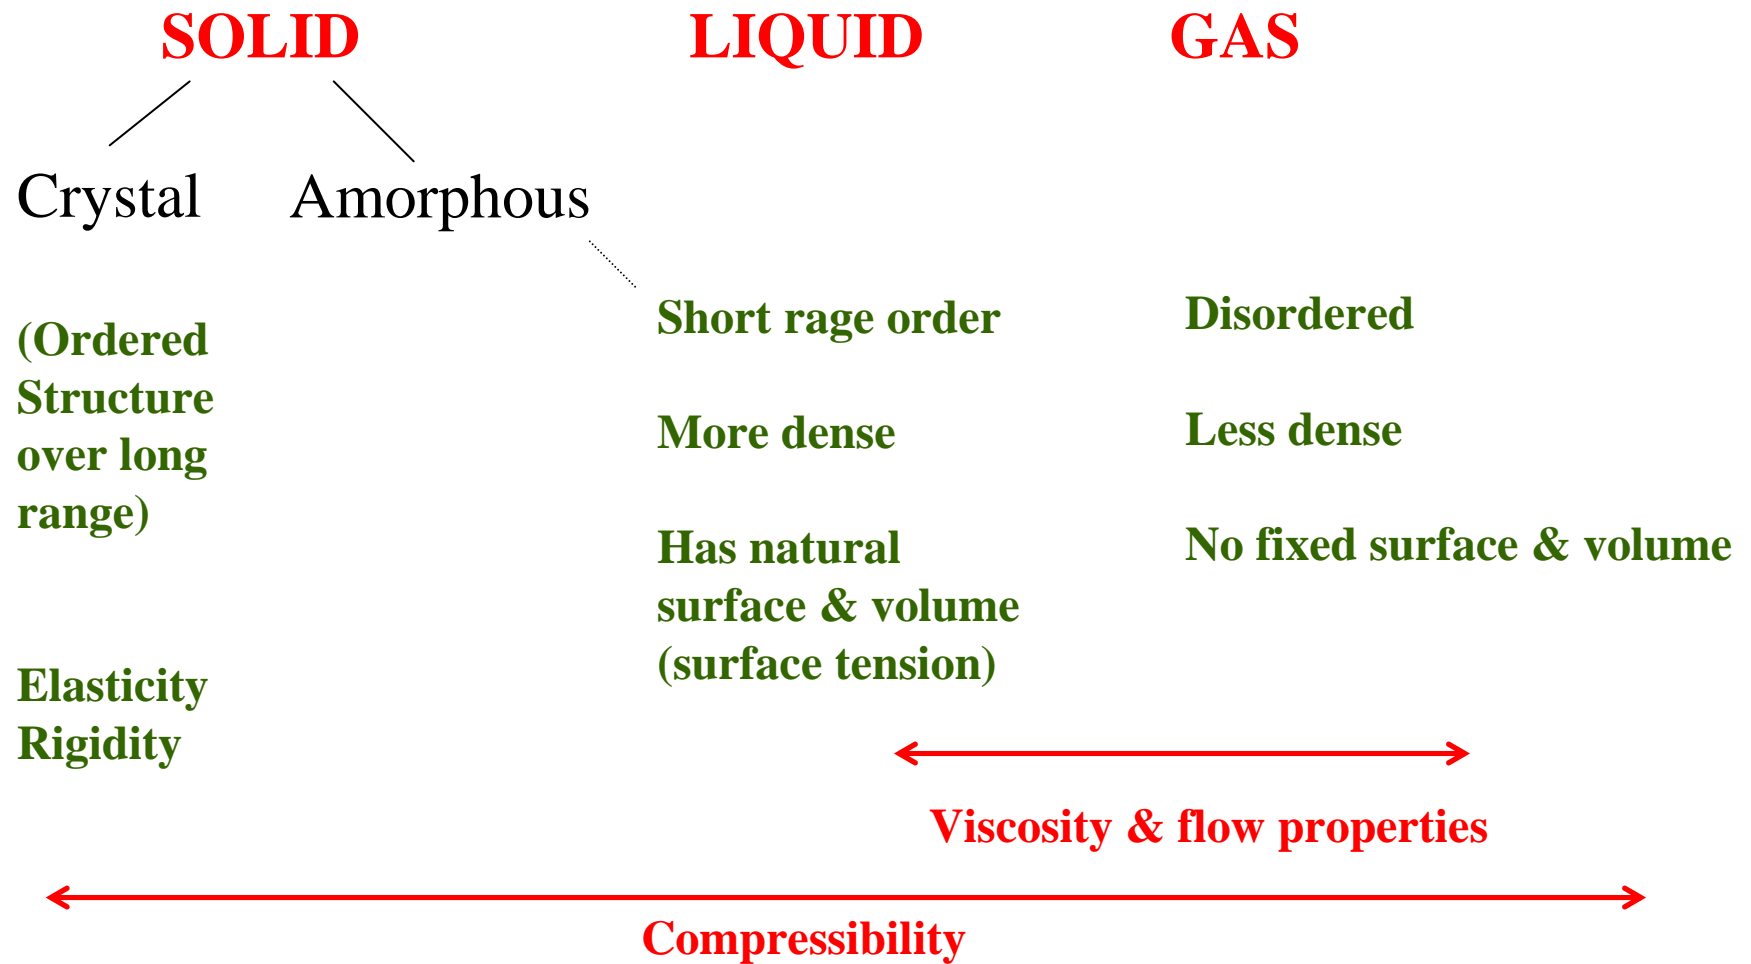 SOLID
LIQUID
GAS
Crystal
Amorphous
(Ordered
Structure
over long
range)
Elasticity
Rigidity
Short rage order
More dense
Has natural
surface & volume
(surface tension)
Disordered
Less dense
No fixed surface & volume
Viscosity & flow properties
Compressibility